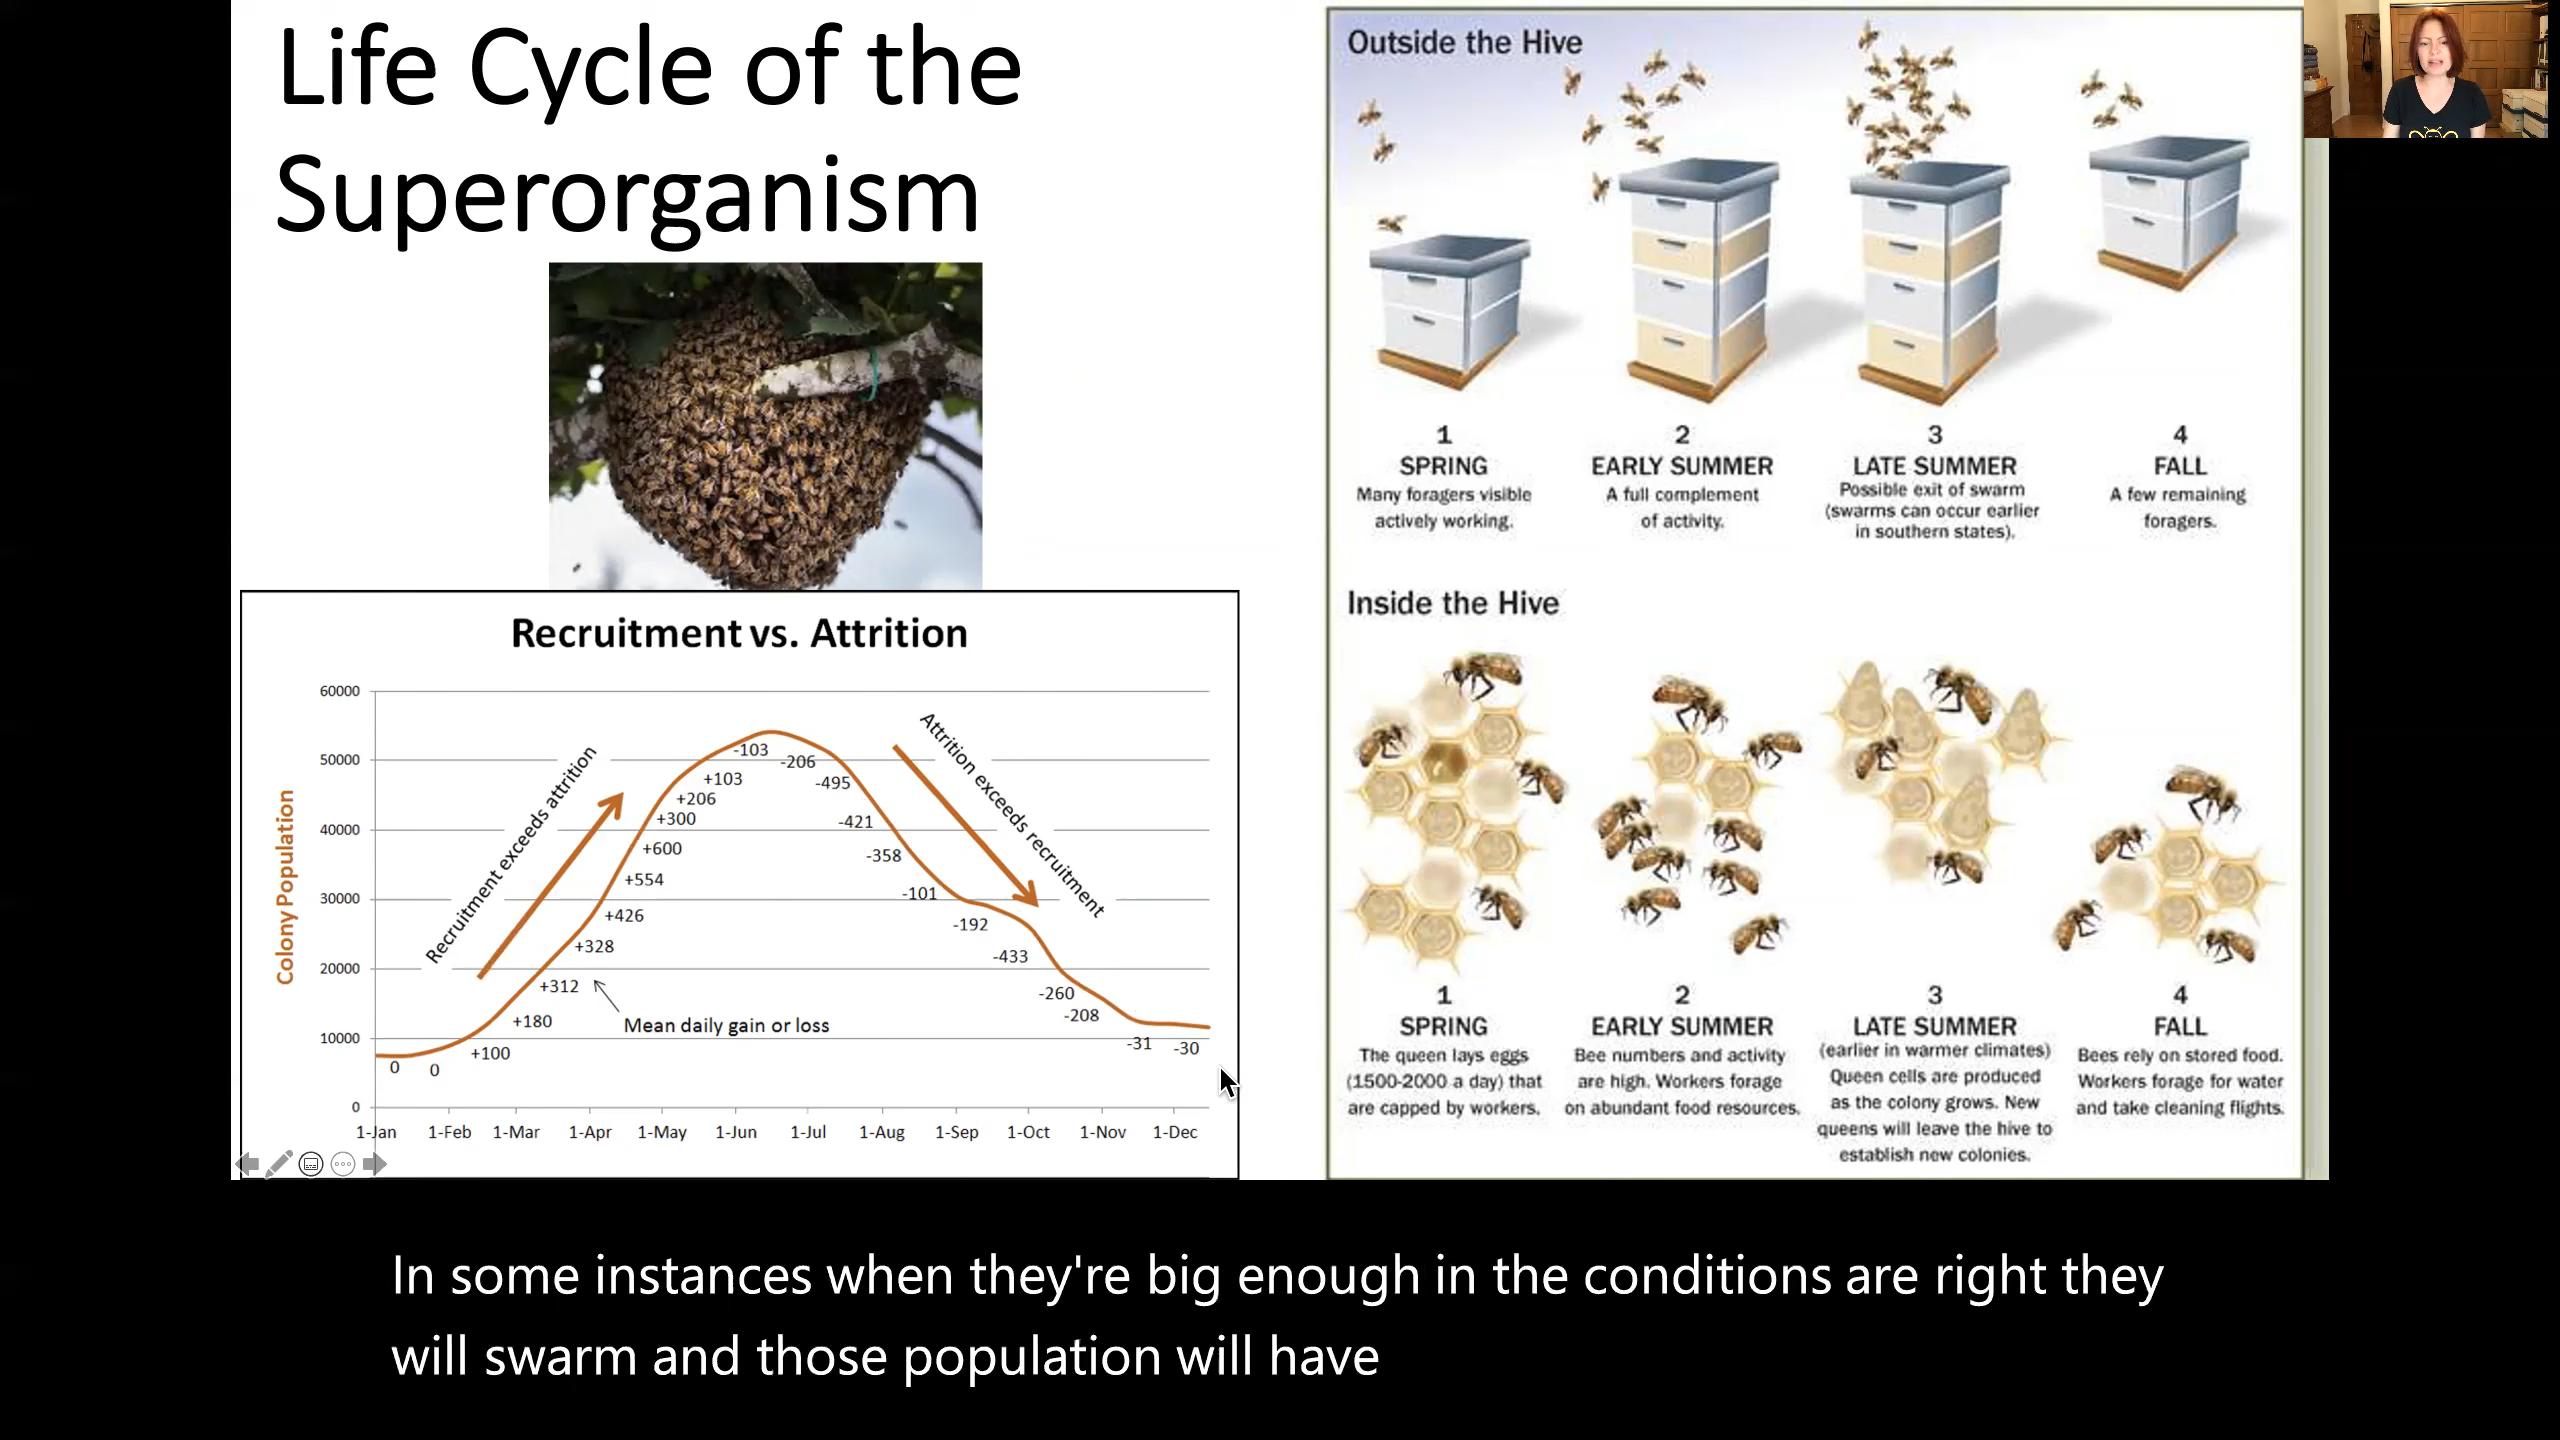 Life Cycle of the
Superorganism
Recruitment vs. Attrition
Colony Population
60000
50000
40000
30000
20000
10000
0
Recruitment exceeds attrition
Attrition exceeds recruitment
0
0
+100
+180
+312
+328
+426
+554
+600
+300
+206
+103
-103
-206
-495
-421
-358
-101
-192
-433
-260
-208
-31
-30
Mean daily gain or loss
1-Jan 1-Feb 1-Mar 1-Apr 1-May 1-Jun 1-Jul 1-Aug 1-Sep 1-Oct 1-Nov 1-Dec
Outside the Hive
1
SPRING
Many foragers visible
actively working.
2
EARLY SUMMER
A full complement
of activity.
3
LATE SUMMER
Possible exit of swarm
(swarms can occur earlier
in southern states).
4
FALL
A few remaining
foragers.
Inside the Hive
1
SPRING
The queen lays eggs
(1500-2000 a day) that
are capped by workers.
2
EARLY SUMMER
Bee numbers and activity
are high. Workers forage
on abundant food resources.
3
LATE SUMMER
(earlier in warmer climates)
Queen cells are produced
as the colony grows. New
queens will leave the hive to
establish new colonies.
4
FALL
Bees rely on stored food.
Workers forage for water
and take cleaning flights.
In some instances when they're big enough in the conditions are right they
will swarm and those population will have